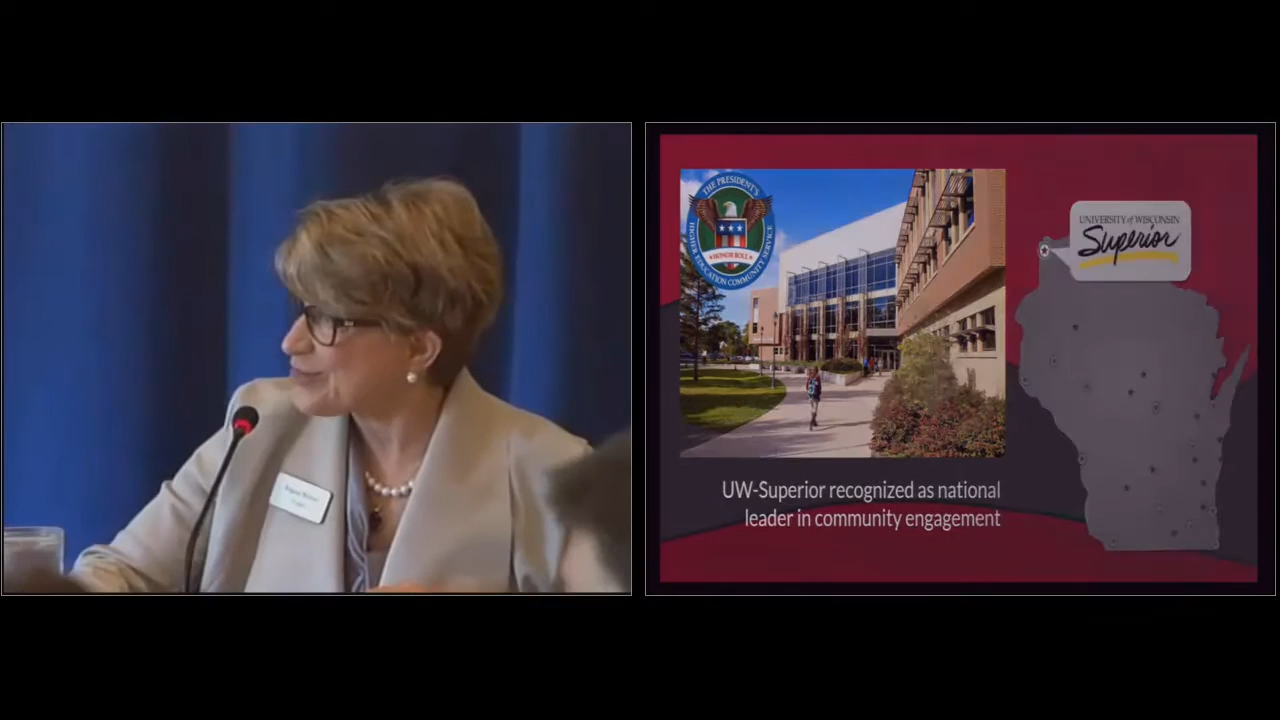 THE PRESIDENT'S
HIGHER EDUCATION COMMUNITY SERVICE
HONOR ROLL
UNIVERSITY of WISCONSIN
Superior
UW-Superior recognized as national
leader in community engagement